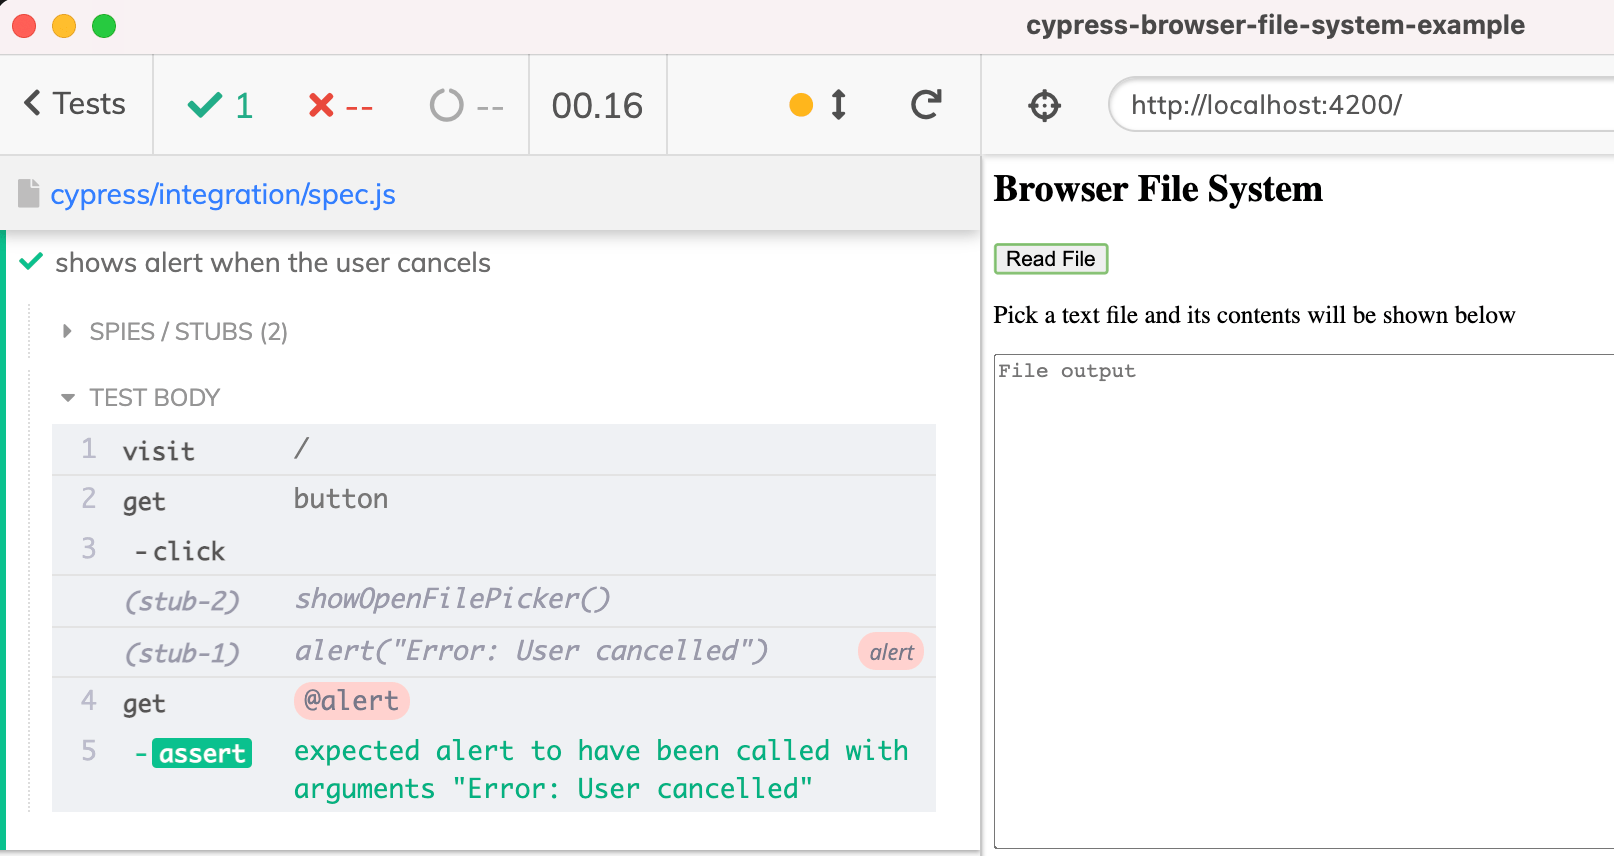 cypress-browser-file-system-example
Tests
1
--
--
00.16
http://localhost:4200/
cypress/integration/spec.js
shows alert when the user cancels
SPIES / STUBS (2)
TEST BODY
1 visit /
2 get button
3 -click
(stub-2) showOpenFilePicker()
(stub-1) alert("Error: User cancelled") alert
4 get @alert
5 -assert expected alert to have been called with
arguments "Error: User cancelled"
Browser File System
Read File
Pick a text file and its contents will be shown below
File output